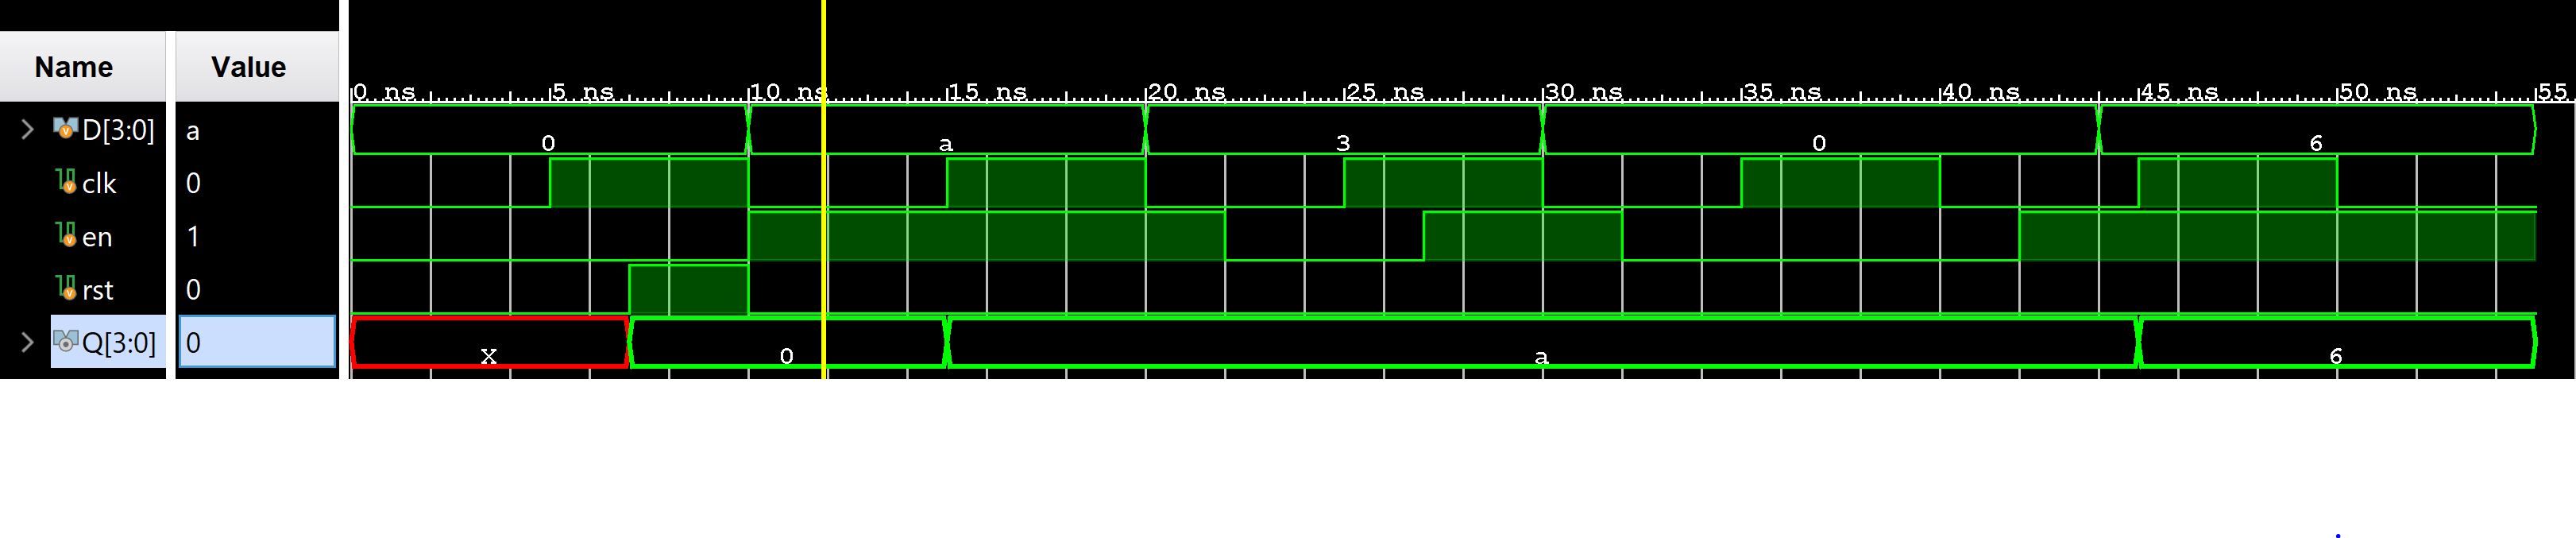 Name Value
0 ns 5 ns 10 ns 15 ns 20 ns 25 ns 30 ns 35 ns 40 ns 45 ns 50 ns 55
D[3:0] a 0 a 3 0 6
clk 0
en 1
rst 0
Q[3:0] 0 X 0 a 6